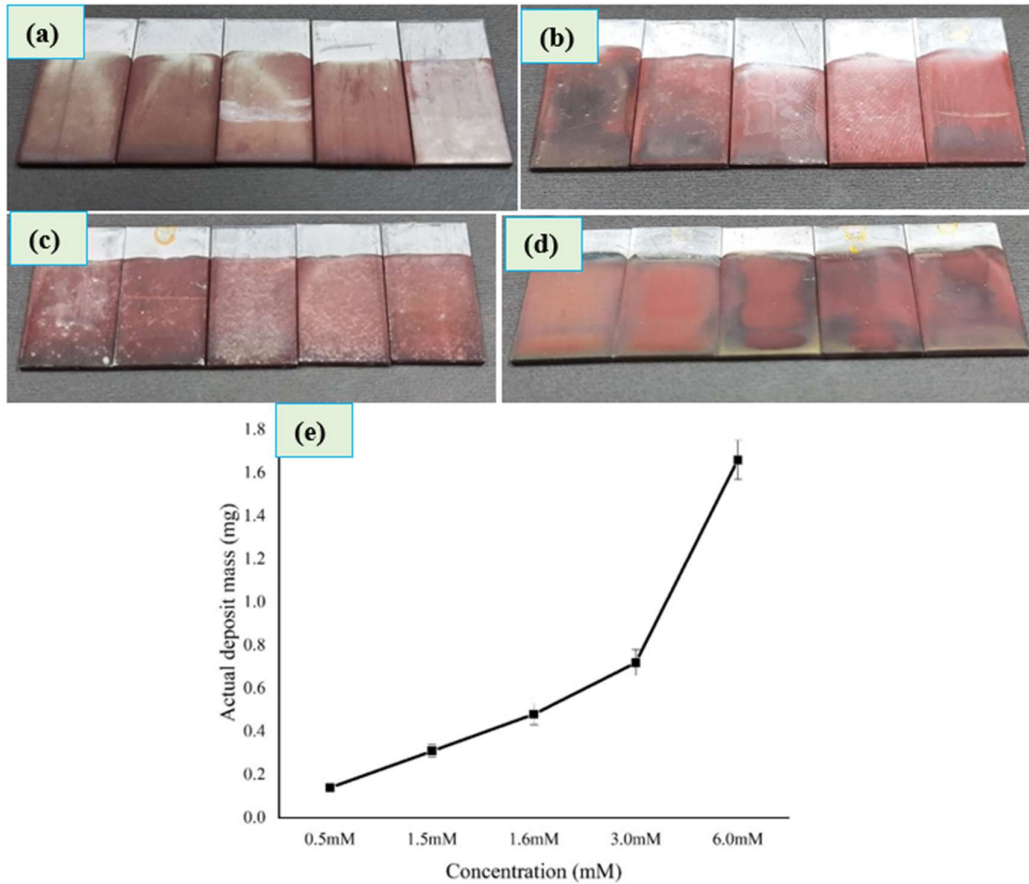 (a)
(b)
(c)
(d)
(e)
1.8
1.6
1.4
1.2
1.0
0.8
0.6
0.4
0.2
0.0
Actual deposit mass (mg)
0.5mM 1.5mM 1.6mM 3.0mM 6.0mM
Concentration (mM)